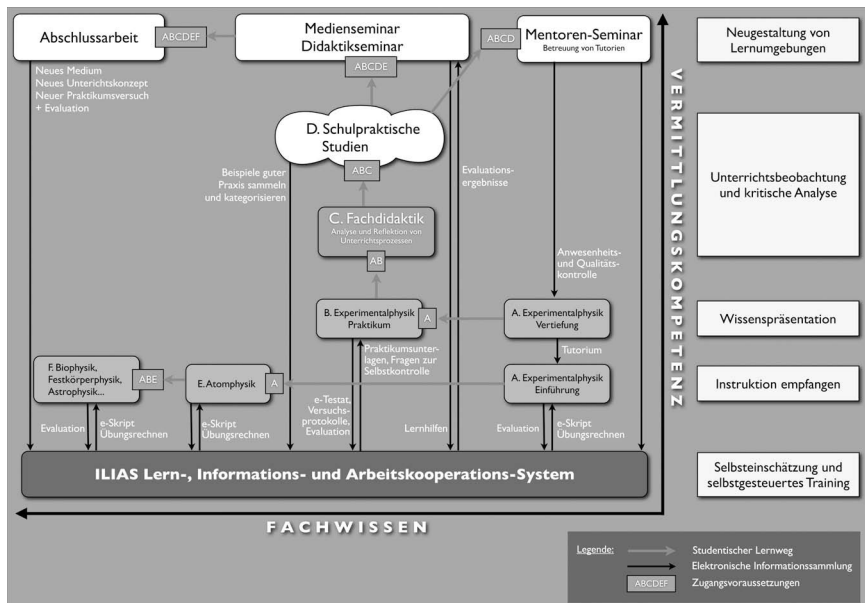 Abschlussarbeit
ABCDEF
Medienseminar
Didaktikseminar
ABCDE
ABCD
Mentoren-Seminar
Betreuung von Tutorien
Neugestaltung von
Lernumgebungen
Neues Medium
Neues Unterichtskonzept
Neuer Praktikumsversuch
+ Evaluation
D. Schulpraktische
Studien
ABC
Beispiele guter
Praxis sammeln
und kategorisieren
Evaluations-
ergebnisse
Unterrichtsbeobachtung
und kritische Analyse
C. Fachdidaktik
Analyse und Reflektion von
Unterrichtsprozessen
AB
Anwesenheits-
und Qualitäts-
kontrolle
B. Experimentalphysik
Praktikum
A
A. Experimentalphysik
Vertiefung
Wissenspräsentation
Praktikumsunter-
lagen, Fragen zur
Selbstkontrolle
Tutorium
F. Biophysik,
Festkörperphysik,
Astrophysik...
ABE
E. Atomphysik
A
A. Experimentalphysik
Einführung
Instruktion empfangen
Evaluation
e-Skript
Übungsrechnen
e-Skript
Übungsrechnen
e-Testat,
Versuchs-
protokolle,
Evaluation
Lernhilfen
Evaluation
e-Skript
Übungsrechnen
ILIAS Lern-, Informations- und Arbeitskooperations-System
Selbsteinschätzung und
selbstgesteuertes Training
VERMITTLUNGSKOMPETENZ
FACHWISSEN
Legende:
Studentischer Lernweg
Elektronische Informationssammlung
ABCDEF
Zugangsvoraussetzungen